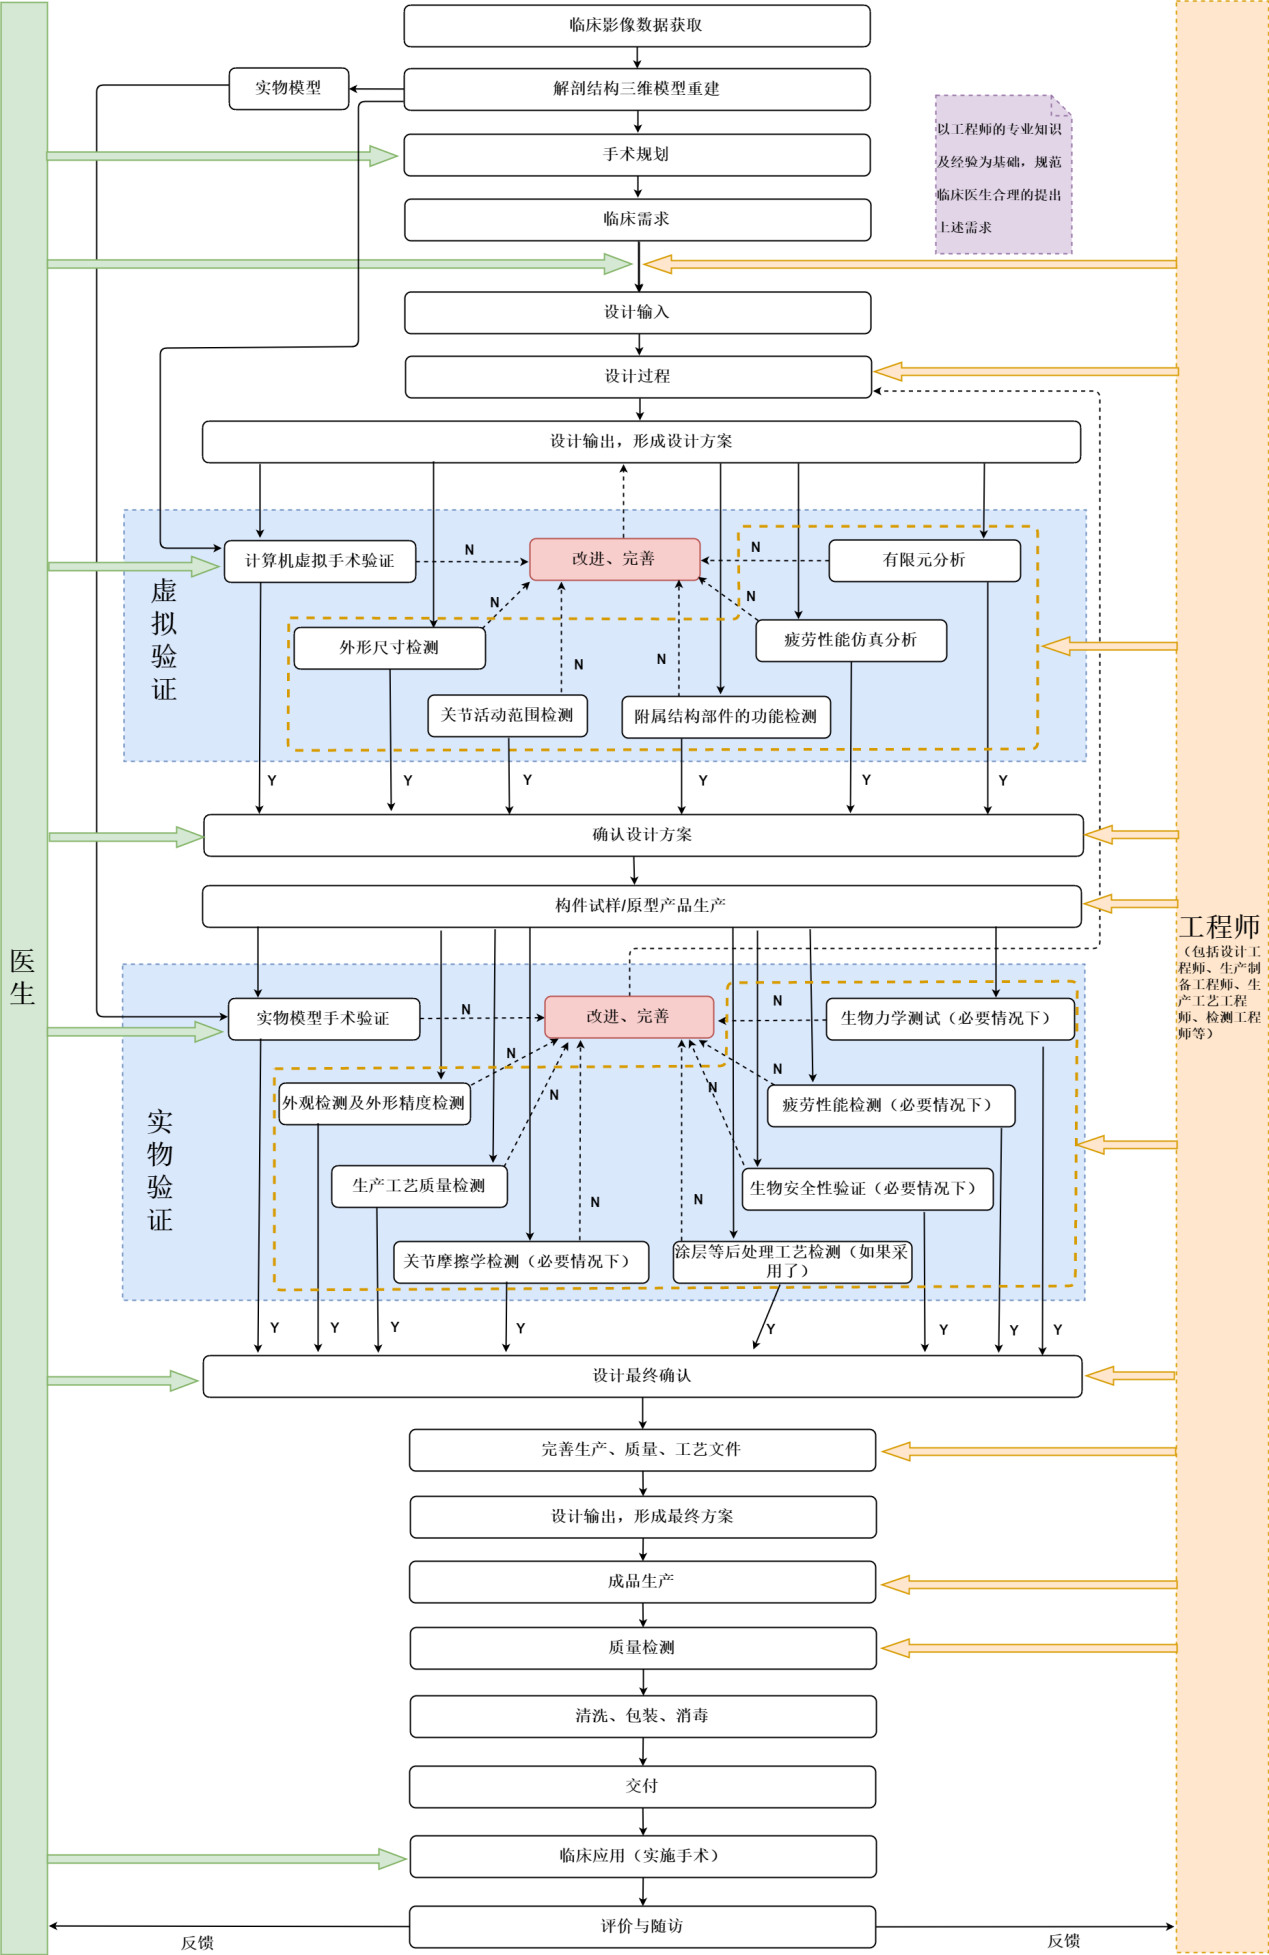 临床影像数据获取
实物模型
解剖结构三维模型重建
以工程师的专业知识
及经验为基础，规范
临床医生合理的提出
上述需求
手术规划
临床需求
设计输入
设计过程
设计输出，形成设计方案
虚
拟
验
证
计算机虚拟手术验证
N
改进、完善
N
有限元分析
N
N
外形尺寸检测
疲劳性能仿真分析
N
N
关节活动范围检测
附属结构部件的功能检测
Y
Y
Y
Y
Y
Y
确认设计方案
构件试样/原型产品生产
医
生
工程师
（包括设计工
程师、生产制
备工程师、生
产工艺工程
师、检测工程
师等）
实
物
验
证
实物模型手术验证
N
改进、完善
N
生物力学测试（必要情况下）
N
N
外观检测及外形精度检测
N
N
疲劳性能检测（必要情况下）
生产工艺质量检测
生物安全性验证（必要情况下）
N
N
关节摩擦学检测（必要情况下）
涂层等后处理工艺检测（如果采
用了）
Y
Y
Y
Y
Y
Y
Y
Y
设计最终确认
完善生产、质量、工艺文件
设计输出，形成最终方案
成品生产
质量检测
清洗、包装、消毒
交付
临床应用（实施手术）
评价与随访
反馈
反馈